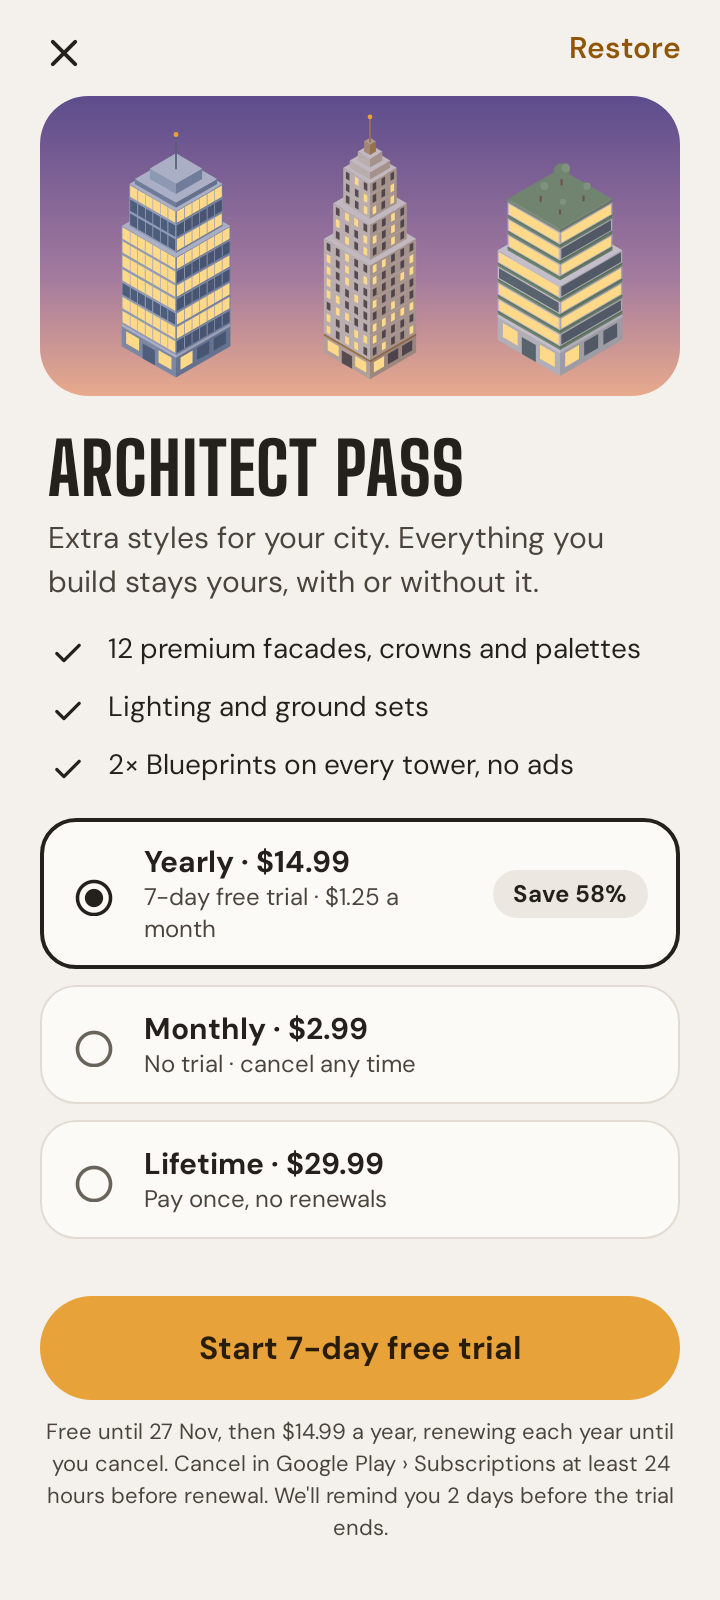 Restore
ARCHITECT PASS
Extra styles for your city. Everything you
build stays yours, with or without it.
12 premium facades, crowns and palettes
Lighting and ground sets
2× Blueprints on every tower, no ads
Yearly · $14.99
7-day free trial · $1.25 a
month
Save 58%
Monthly · $2.99
No trial · cancel any time
Lifetime · $29.99
Pay once, no renewals
Start 7-day free trial
Free until 27 Nov, then $14.99 a year, renewing each year until
you cancel. Cancel in Google Play › Subscriptions at least 24
hours before renewal. We'll remind you 2 days before the trial
ends.